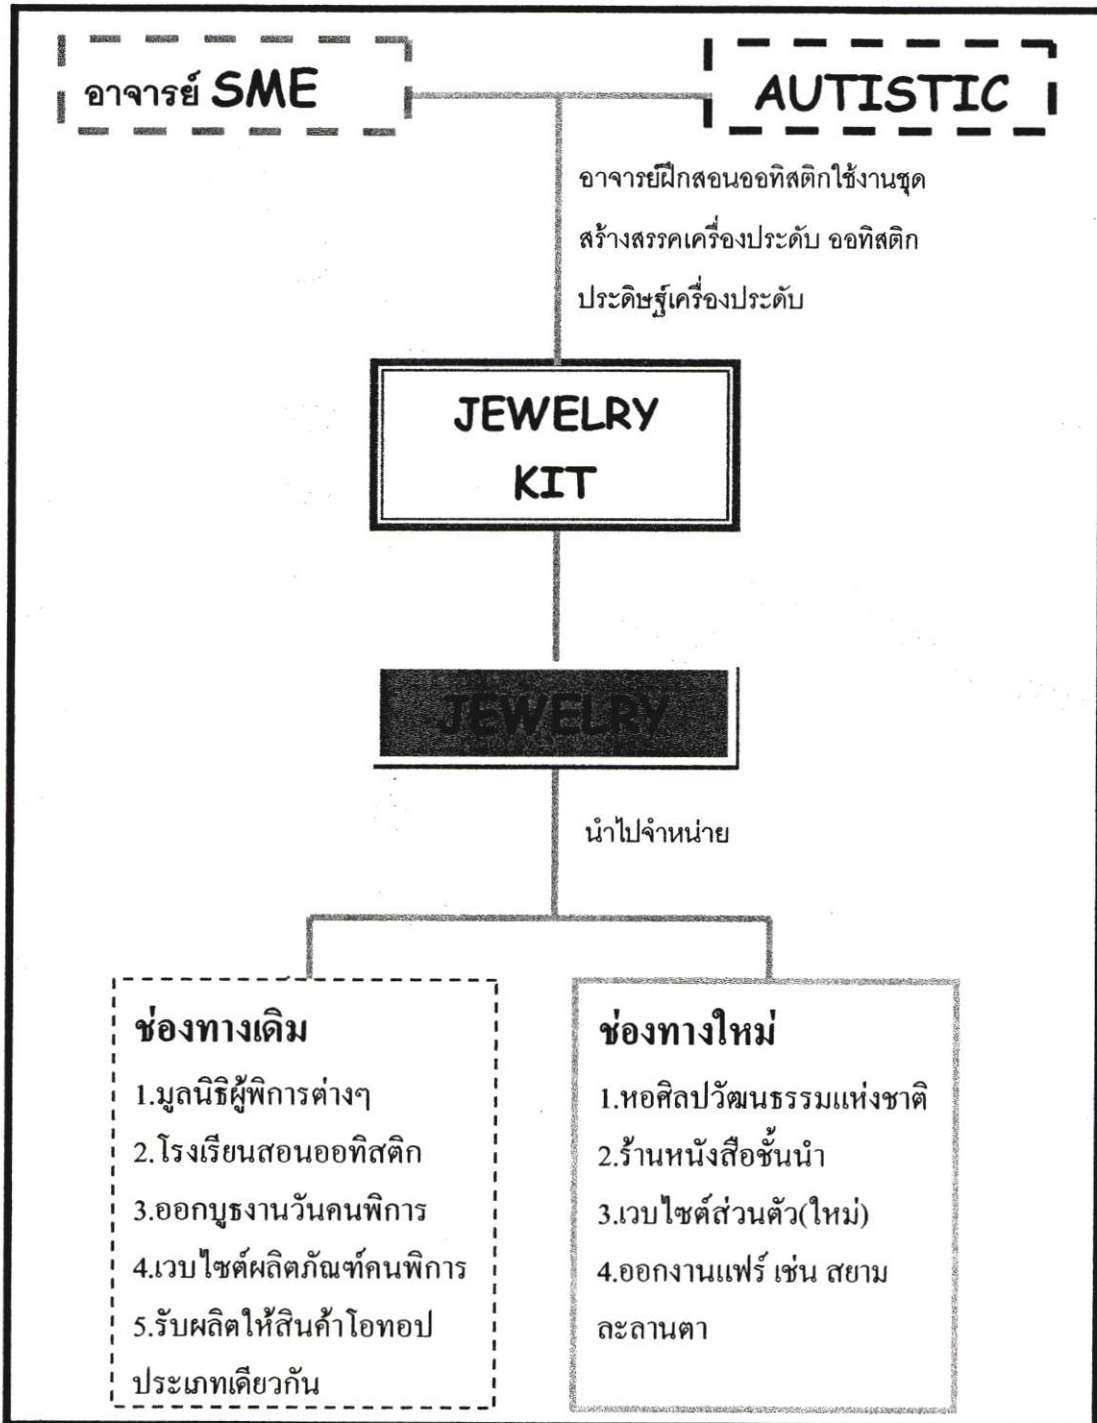 อาจารย์ SME
AUTISTIC
อาจารย์ฝึกสอนออทิสติกใช้งานชุด
สร้างสรรคเครื่องประดับ ออทิสติก
ประดิษฐ์เครื่องประดับ
JEWELRY
KIT
JEWELRY
นำไปจำหน่าย
ช่องทางเดิม
1.มูลนิธิผู้พิการต่างๆ
2.โรงเรียนสอนออทิสติก
3.ออกบูธงานวันคนพิการ
4.เวบไซต์ผลิตภัณฑ์คนพิการ
5.รับผลิตให้สินค้าโอทอป
ประเภทเดียวกัน
ช่องทางใหม่
1.หอศิลปวัฒนธรรมแห่งชาติ
2.ร้านหนังสือชั้นนำ
3.เวบไซต์ส่วนตัว(ใหม่)
4.ออกงานแฟร์ เช่น สยาม
ละลานตา